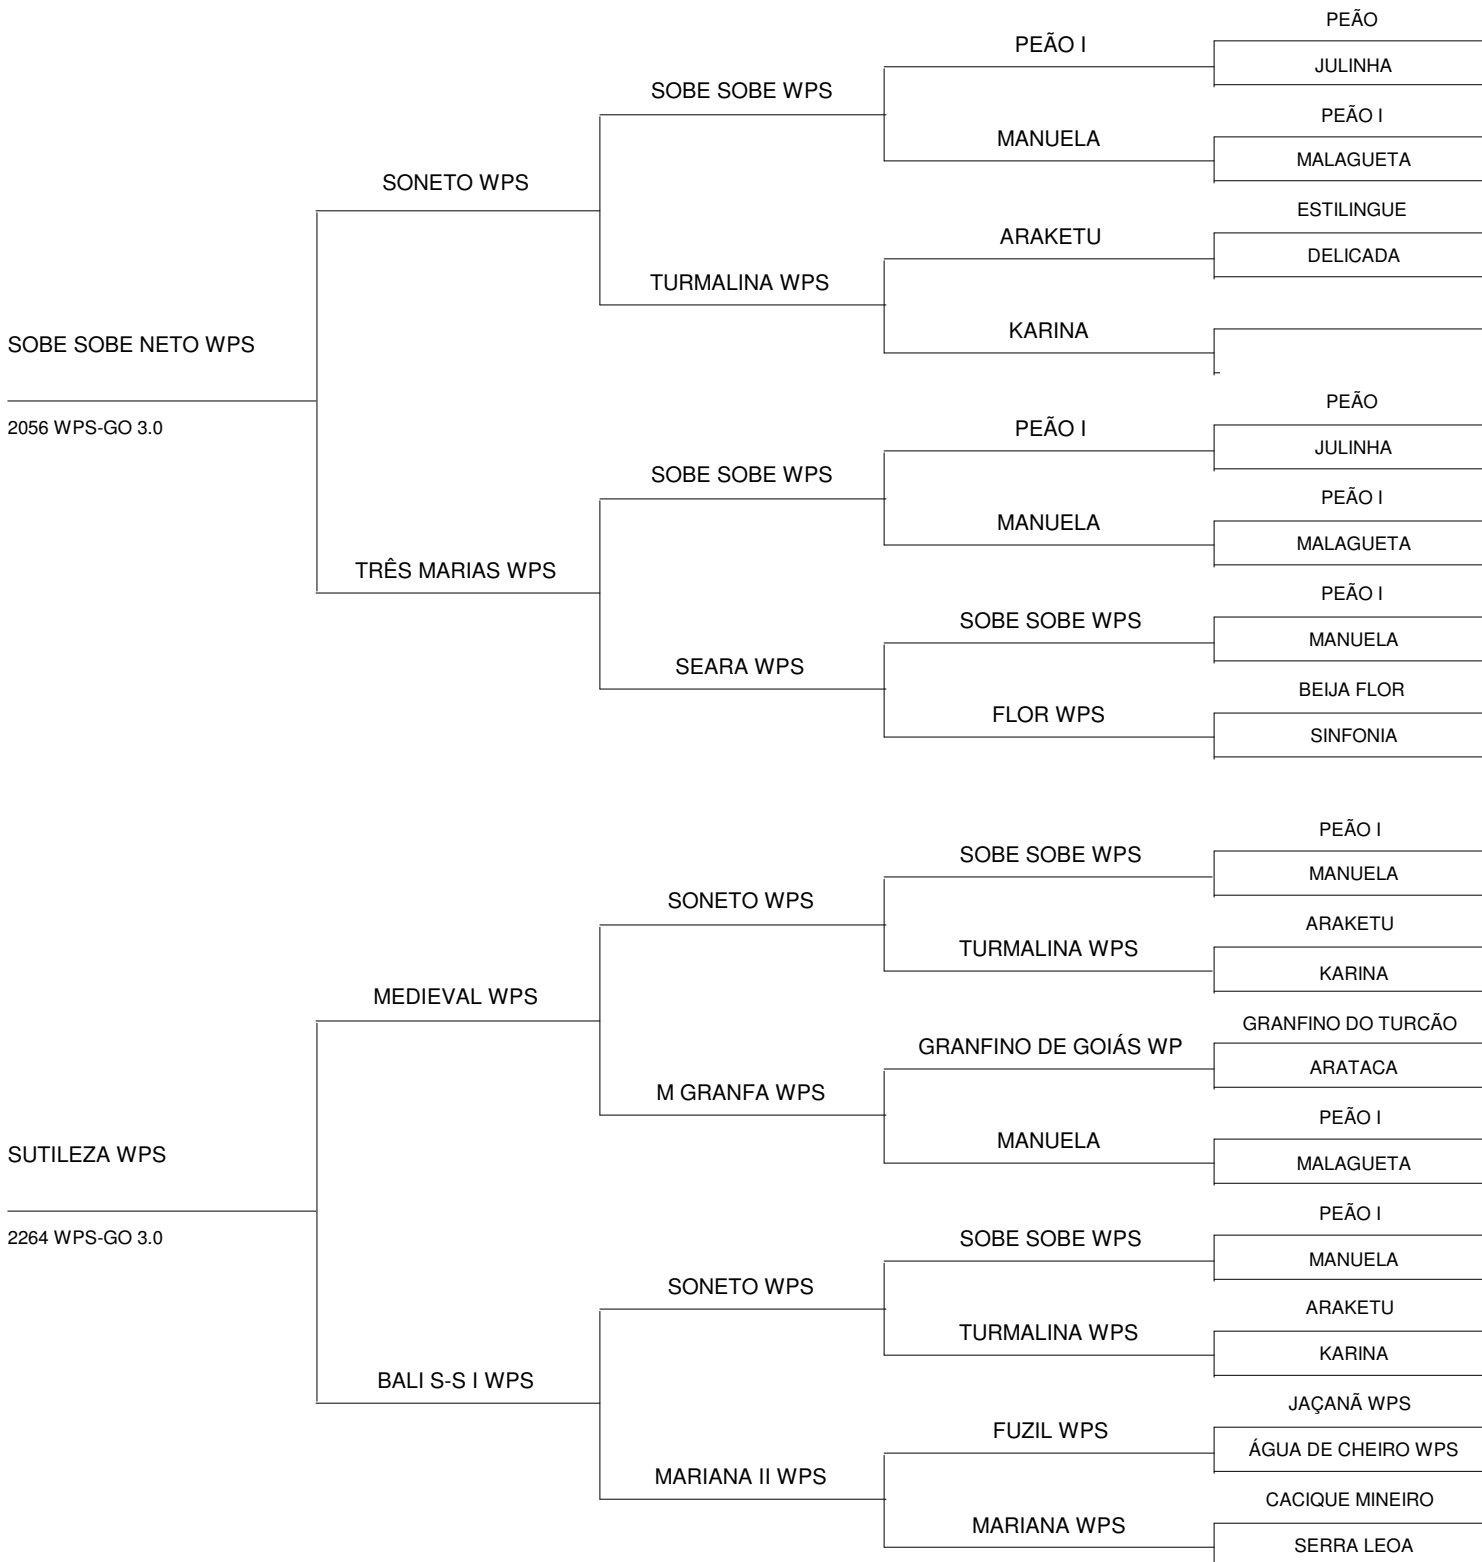 PEÃO
PEÃO I
JULINHA
SOBE SOBE WPS
PEÃO I
MANUELA
MALAGUETA
SONETO WPS
ESTILINGUE
ARAKETU
DELICADA
TURMALINA WPS
KARINA
SOBE SOBE NETO WPS
PEÃO
2056 WPS-GO 3.0
PEÃO I
JULINHA
SOBE SOBE WPS
PEÃO I
MANUELA
MALAGUETA
TRÊS MARIAS WPS
PEÃO I
SOBE SOBE WPS
MANUELA
SEARA WPS
BEIJA FLOR
FLOR WPS
SINFONIA
PEÃO I
SOBE SOBE WPS
MANUELA
SONETO WPS
ARAKETU
TURMALINA WPS
KARINA
MEDIEVAL WPS
GRANFINO DO TURCÃO
GRANFINO DE GOIÁS WP
ARATACA
M GRANFA WPS
PEÃO I
MANUELA
MALAGUETA
SUTILEZA WPS
PEÃO I
2264 WPS-GO 3.0
SOBE SOBE WPS
MANUELA
SONETO WPS
ARAKETU
TURMALINA WPS
KARINA
BALI S-S I WPS
JAÇANÃ WPS
FUZIL WPS
ÁGUA DE CHEIRO WPS
MARIANA II WPS
CACIQUE MINEIRO
MARIANA WPS
SERRA LEOA